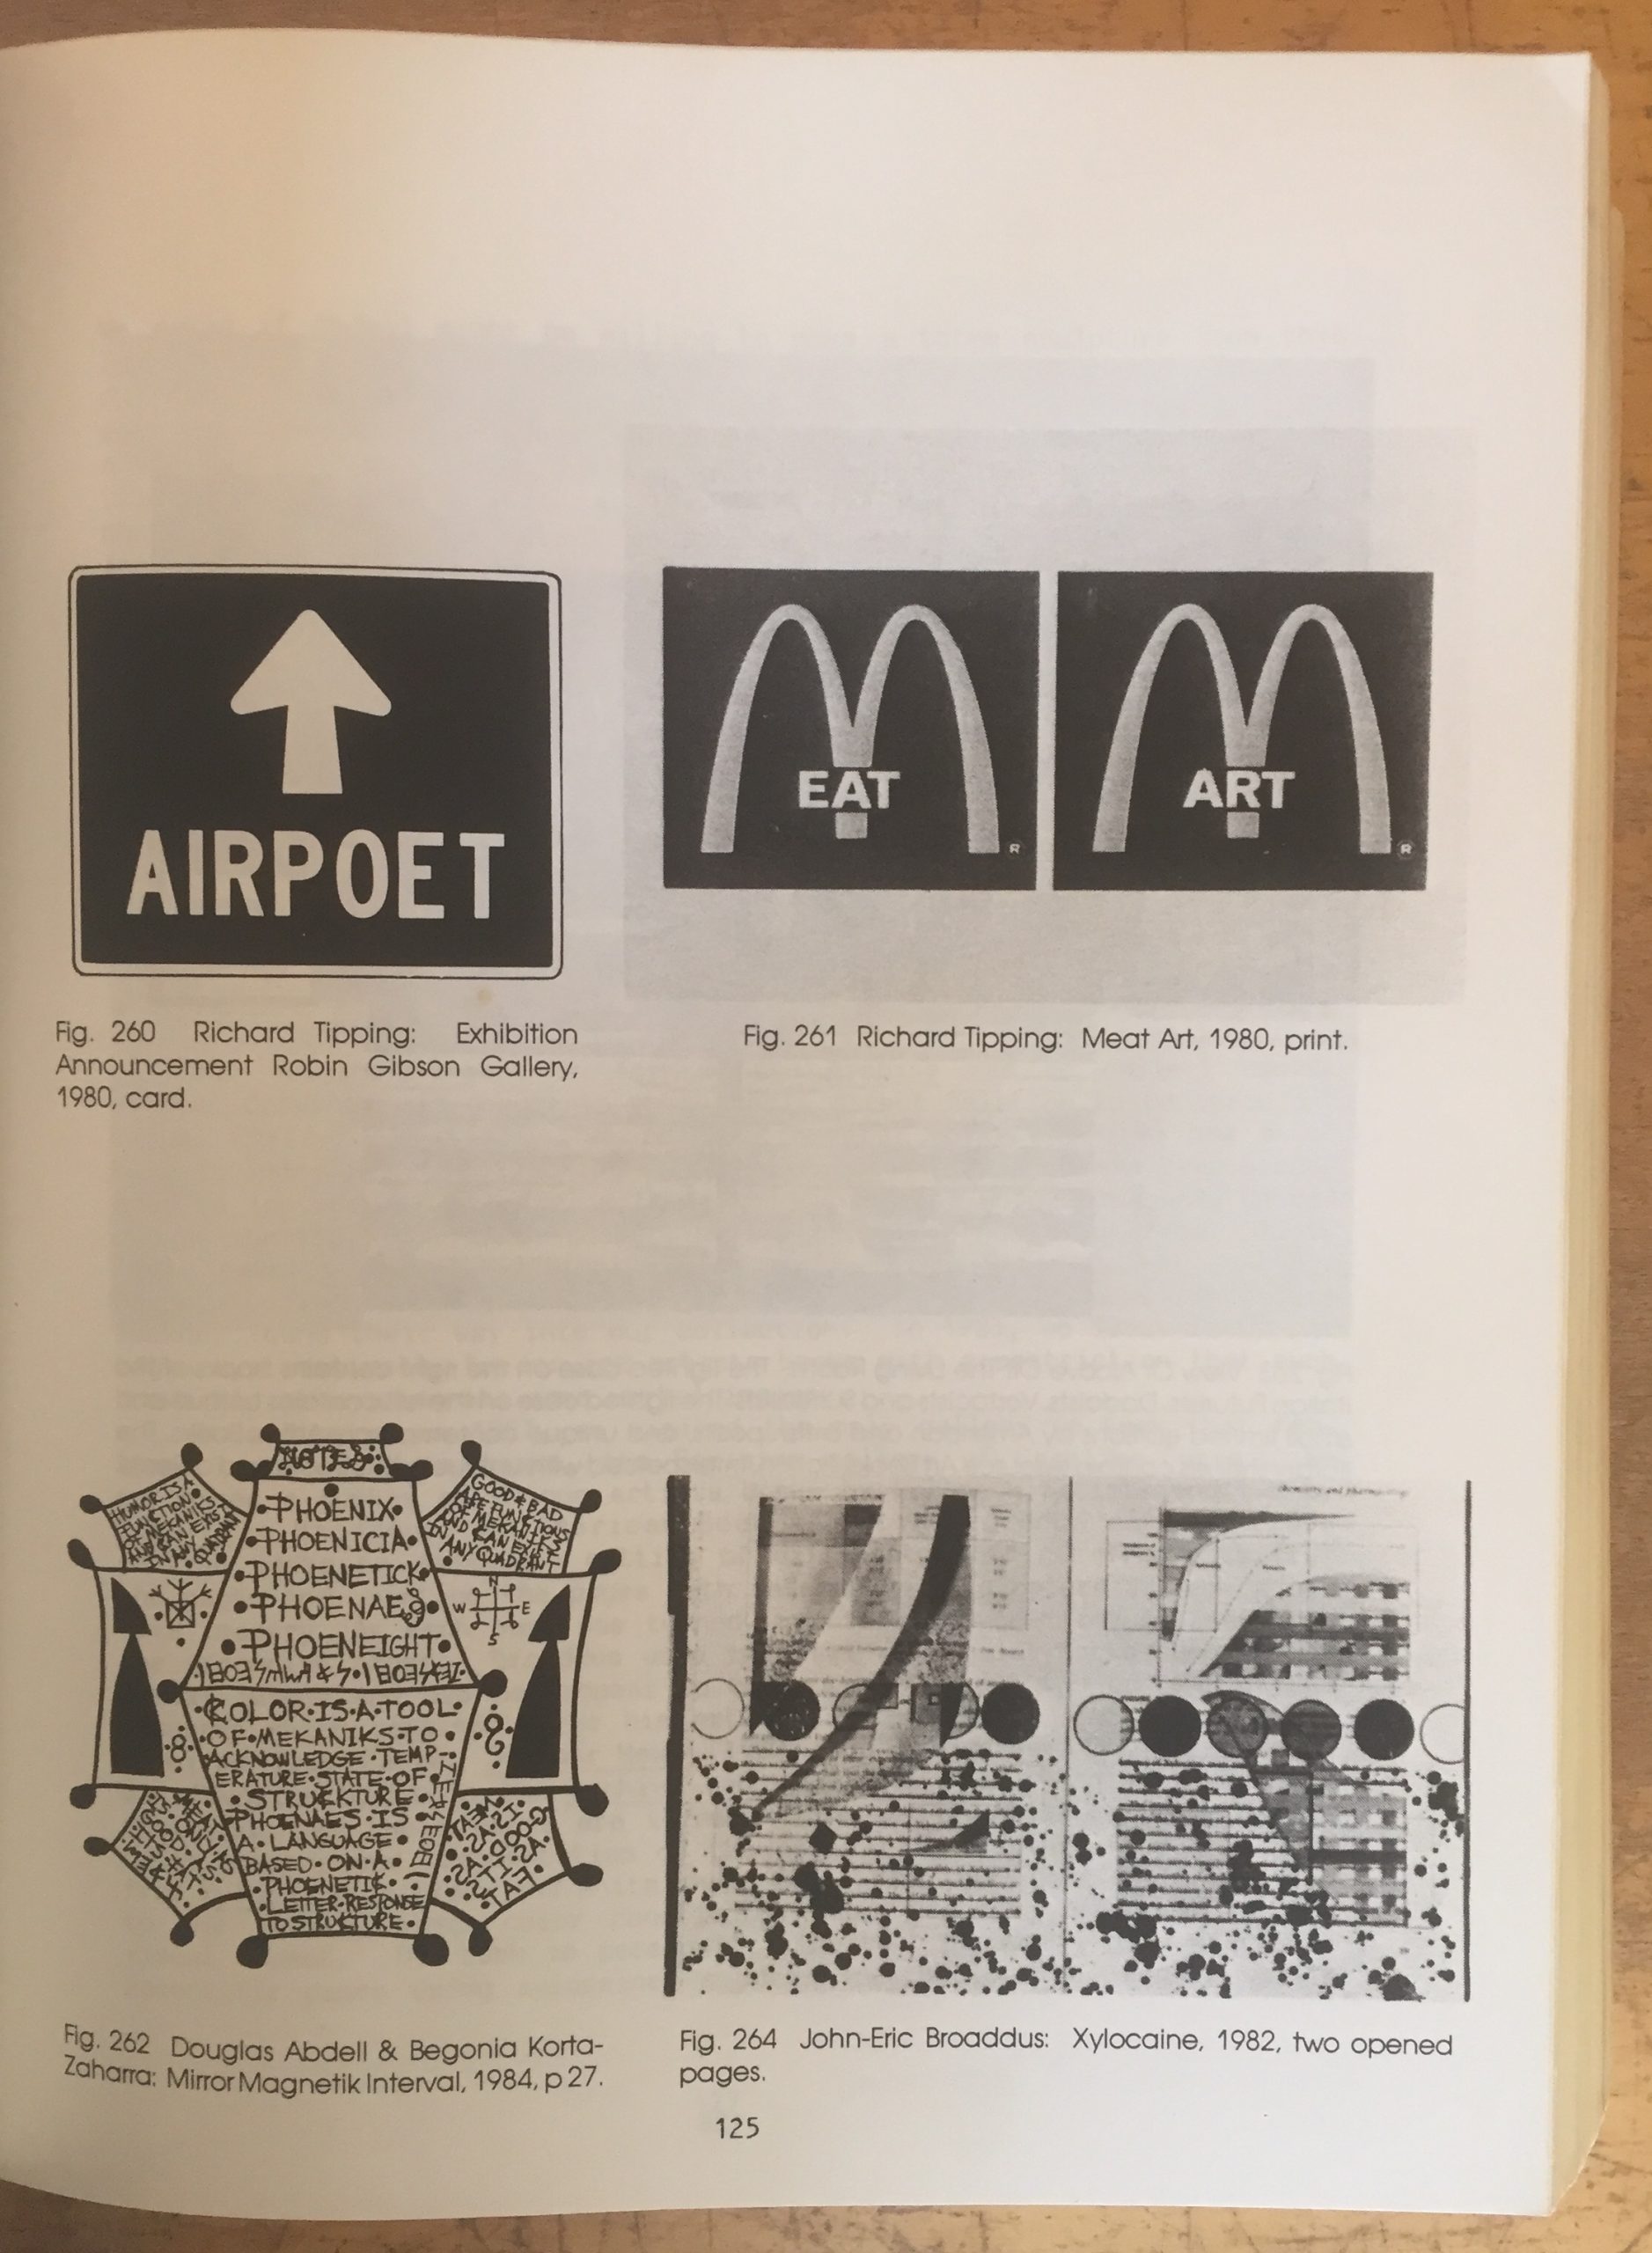 AIRPOET
EAT
R
ART
R
Fig. 260 Richard Tipping: Exhibition
Announcement Robin Gibson Gallery,
1980, card.
Fig. 261 Richard Tipping: Meat Art, 1980, print.
NOTES
HUMOR·IS·A
FUNCTION·
OF·MEKANIKS·
AND·CAN·EXIST
IN·ANY·QUADRANT
•PHOENIX•
•PHOENICIA•
•PHOENETICK•
•PHOENAES•
•PHOENEIGHT•
GOOD & BAD
ARE FUNCTIONS
OF MEKANIKS
AND CAN EXIST
IN ANY QUADRANT
N
W E
S
•COLOR•IS•A•TOOL•
•OF•MEKANIKS•TO•
ACKNOWLEDGE•TEMP-
ERATURE•STATE•OF•
•STRUCKTURE•
PHOENAES•IS•
A•LANGUAGE•
BASED•ON•A•
•PHOENETIC•
•LETTER•RESPONSE
TO STRUCTURE•
Fig. 262 Douglas Abdell & Begonia Korta-
Zaharra: Mirror Magnetik Interval, 1984, p 27.
Fig. 264 John-Eric Broaddus: Xylocaine, 1982, two opened
pages.
125